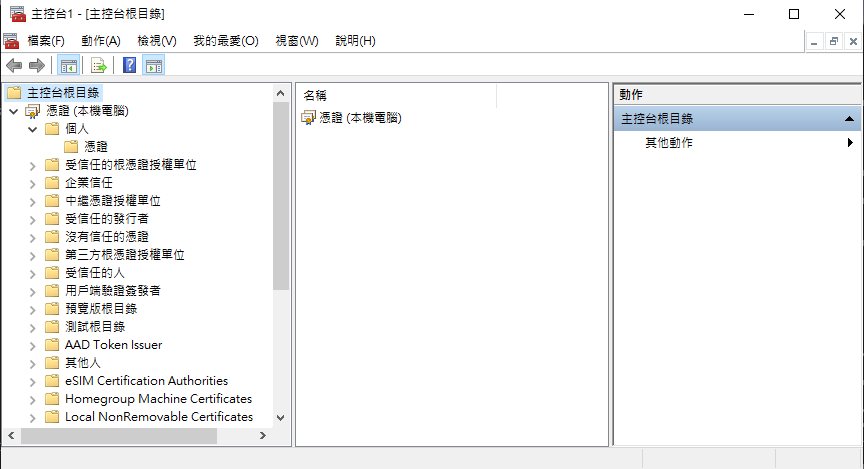 主控台1 - [主控台根目錄]
檔案(F) 動作(A) 檢視(V) 我的最愛(O) 視窗(W) 說明(H)
主控台根目錄
憑證 (本機電腦)
個人
憑證
受信任的根憑證授權單位
企業信任
中繼憑證授權單位
受信任的發行者
沒有信任的憑證
第三方根憑證授權單位
受信任的人
用戶端驗證簽發者
預覽版根目錄
測試根目錄
AAD Token Issuer
其他人
eSIM Certification Authorities
Homegroup Machine Certificates
Local NonRemovable Certificates
名稱
憑證 (本機電腦)
動作
主控台根目錄
其他動作